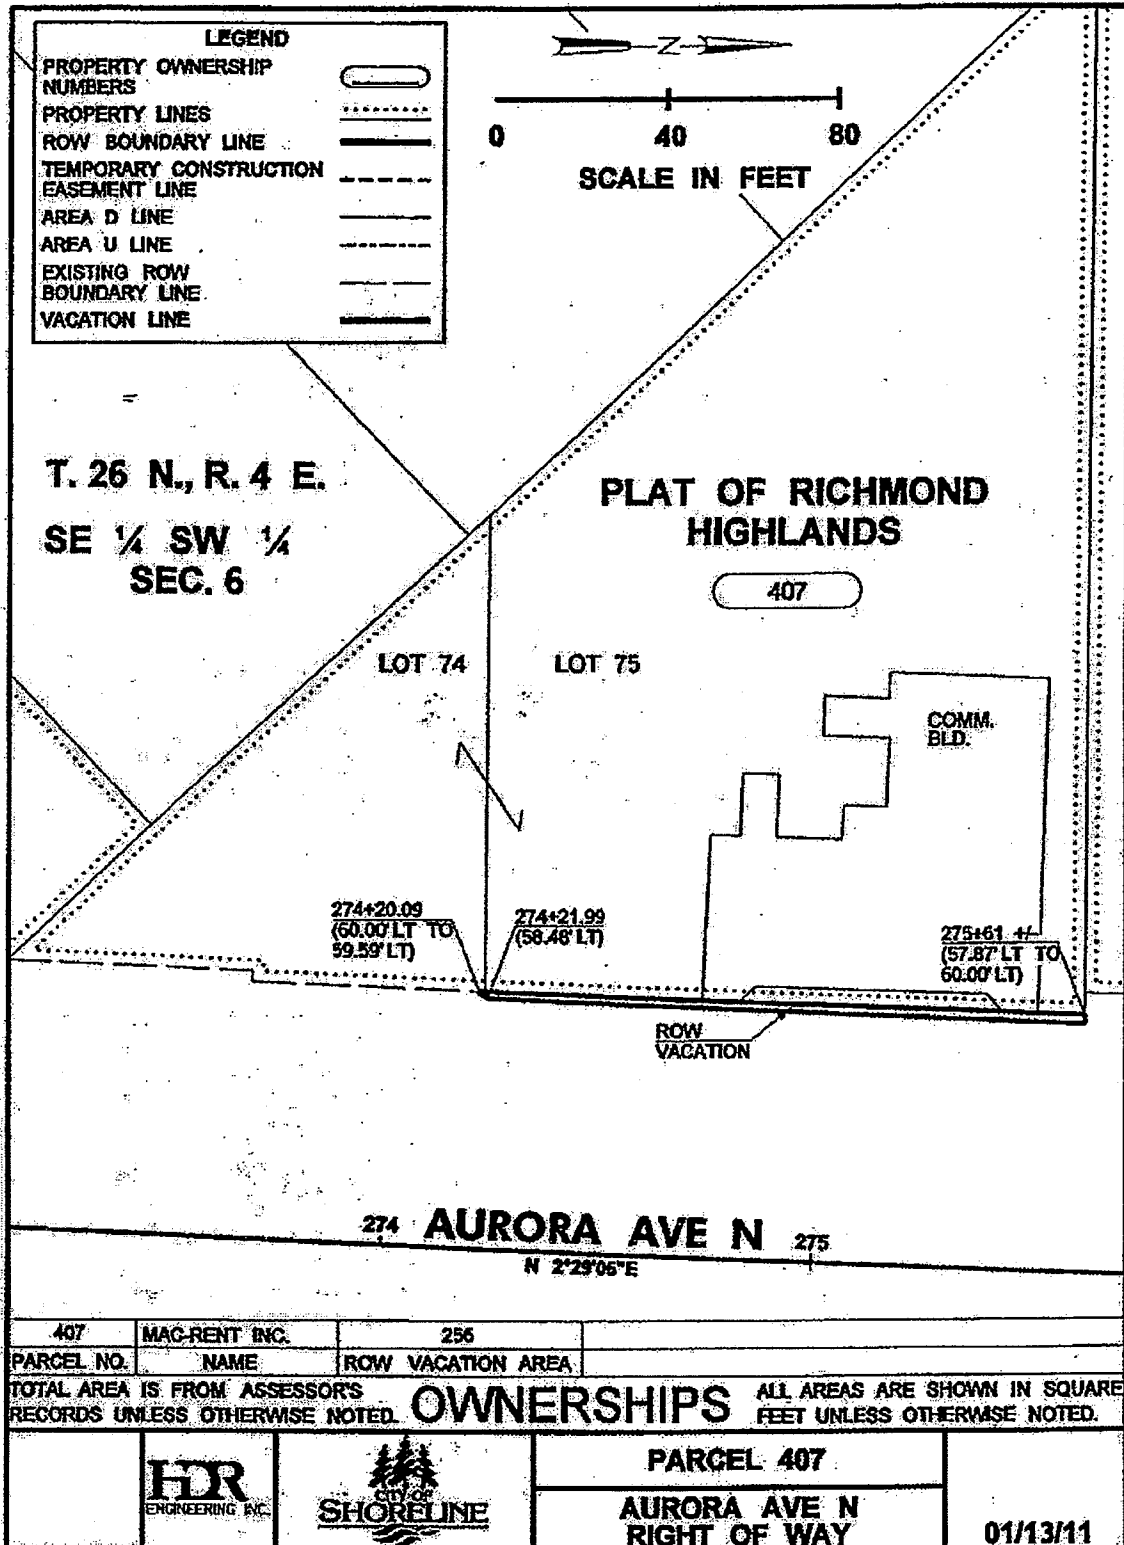 LEGEND
PROPERTY OWNERSHIP
NUMBERS
PROPERTY LINES
ROW BOUNDARY LINE
TEMPORARY CONSTRUCTION
EASEMENT LINE
AREA D LINE
AREA U LINE
EXISTING ROW
BOUNDARY LINE
VACATION LINE
N
0 40 80
SCALE IN FEET
T. 26 N., R. 4 E.
SE ¼ SW ¼
SEC. 6
PLAT OF RICHMOND
HIGHLANDS
407
LOT 74
LOT 75
COMM.
BLD.
274+20.09
(60.00' LT TO
59.59' LT)
274+21.99
(58.48' LT)
275+61 +/-
(57.87' LT TO
60.00' LT)
ROW
VACATION
274 AURORA AVE N 275
N 2°29'05"E
407 MAC-RENT INC. 256
PARCEL NO. NAME ROW VACATION AREA
TOTAL AREA IS FROM ASSESSOR'S
RECORDS UNLESS OTHERWISE NOTED.
OWNERSHIPS
ALL AREAS ARE SHOWN IN SQUARE
FEET UNLESS OTHERWISE NOTED.
HDR
ENGINEERING INC.
CITY OF
SHORELINE
PARCEL 407
AURORA AVE N
RIGHT OF WAY
01/13/11